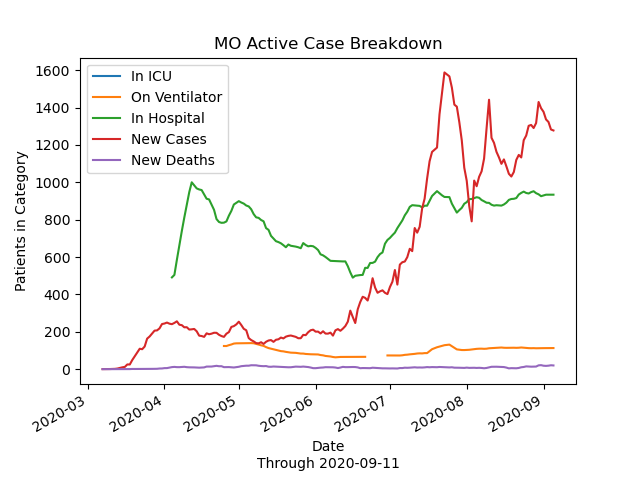 MO Active Case Breakdown
In ICU
On Ventilator
In Hospital
New Cases
New Deaths
Patients in Category
1600
1400
1200
1000
800
600
400
200
0
2020-03
2020-04
2020-05
2020-06
2020-07
2020-08
2020-09
Date
Through 2020-09-11